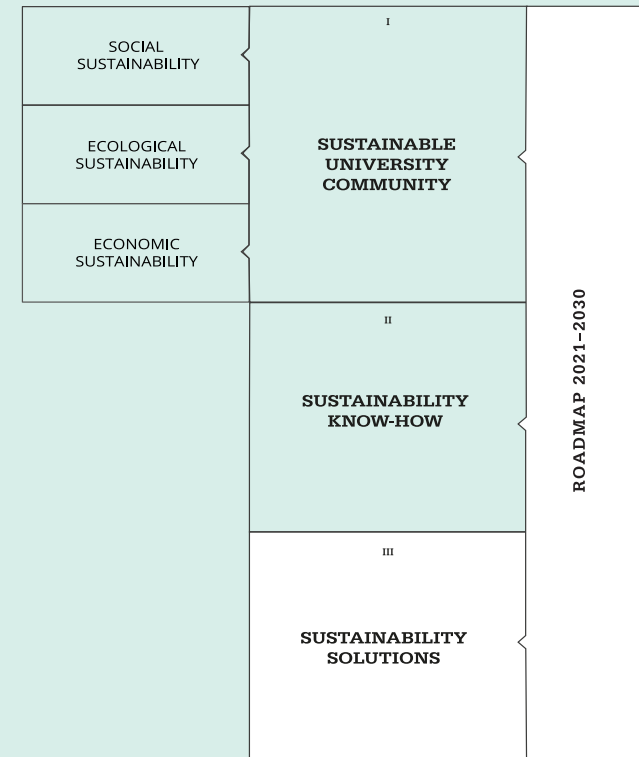 SOCIAL
SUSTAINABILITY
ECOLOGICAL
SUSTAINABILITY
ECONOMIC
SUSTAINABILITY
I
SUSTAINABLE
UNIVERSITY
COMMUNITY
II
SUSTAINABILITY
KNOW-HOW
III
SUSTAINABILITY
SOLUTIONS
ROADMAP 2021–2030